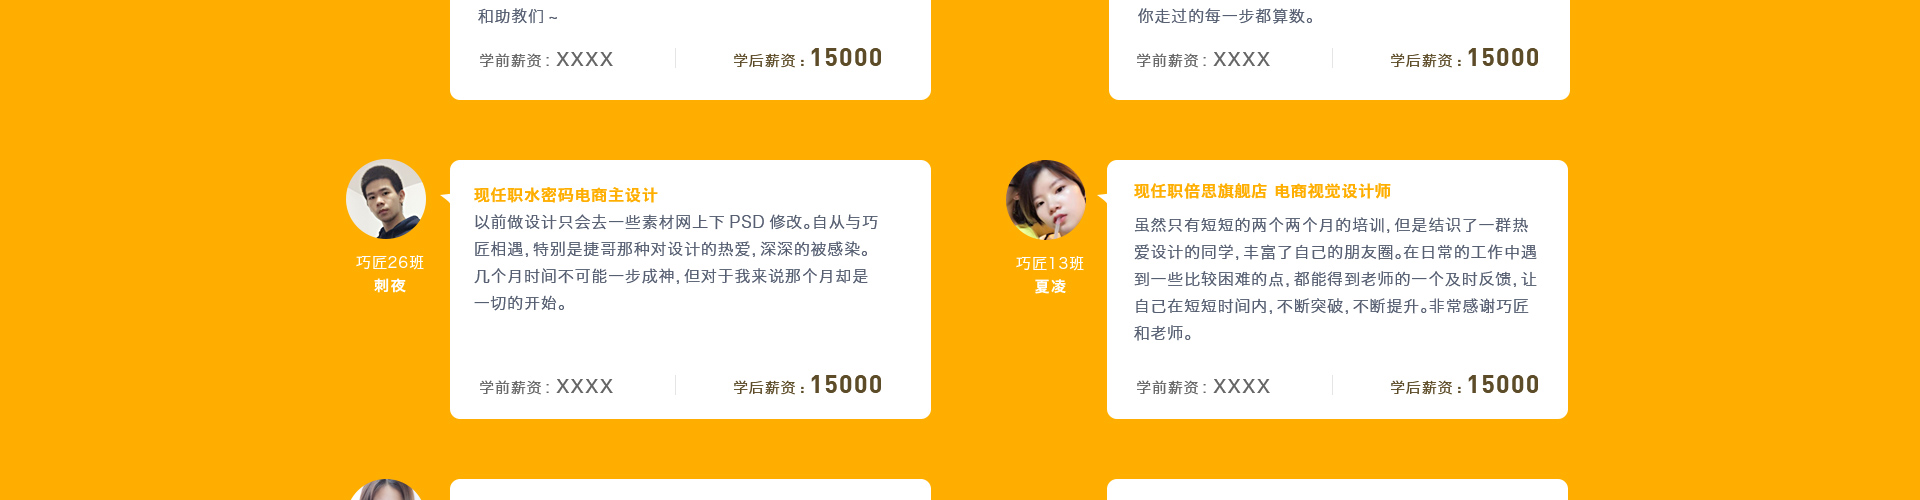 和助教们 ~
学前薪资 : XXXX
学后薪资 : 15000
你走过的每一步都算数。
学前薪资 : XXXX
学后薪资 : 15000
巧匠26班
刺夜
现任职水密码电商主设计
以前做设计只会去一些素材网上下 PSD 修改。自从与巧
匠相遇, 特别是捷哥那种对设计的热爱, 深深的被感染。
几个月时间不可能一步成神, 但对于我来说那个月却是
一切的开始。
学前薪资 : XXXX
学后薪资 : 15000
巧匠13班
夏凌
现任职倍思旗舰店 电商视觉设计师
虽然只有短短的两个两个月的培训, 但是结识了一群热
爱设计的同学, 丰富了自己的朋友圈。在日常的工作中遇
到一些比较困难的点, 都能得到老师的一个及时反馈, 让
自己在短短时间内, 不断突破, 不断提升。非常感谢巧匠
和老师。
学前薪资 : XXXX
学后薪资 : 15000